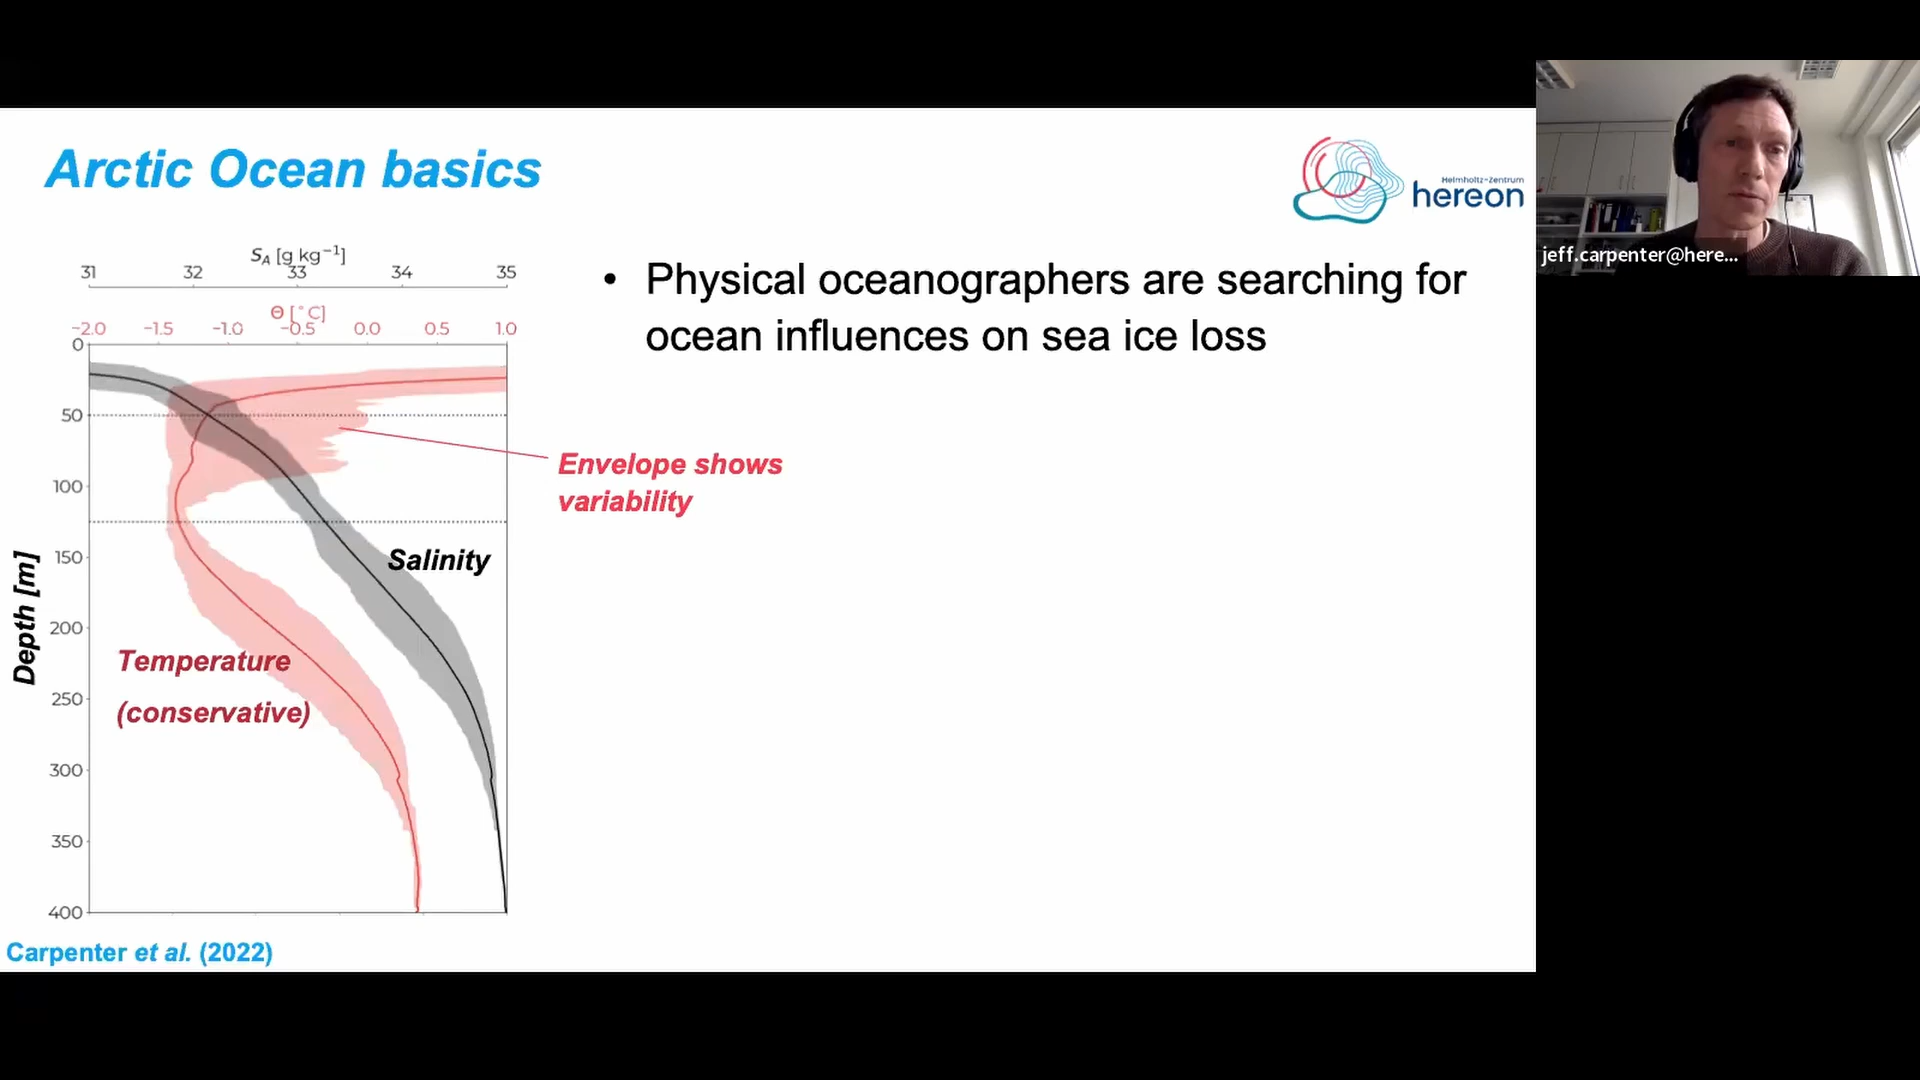 Arctic Ocean basics
Helmholtz-Zentrum
hereon
jeff.carpenter@here...
S_A [g kg⁻¹]
31 32 33 34 35
Θ [°C]
−2.0 −1.5 −1.0 −0.5 0.0 0.5 1.0
• Physical oceanographers are searching for
ocean influences on sea ice loss
0
50
100
150
200
250
300
350
400
Depth [m]
Envelope shows
variability
Salinity
Temperature
(conservative)
Carpenter et al. (2022)